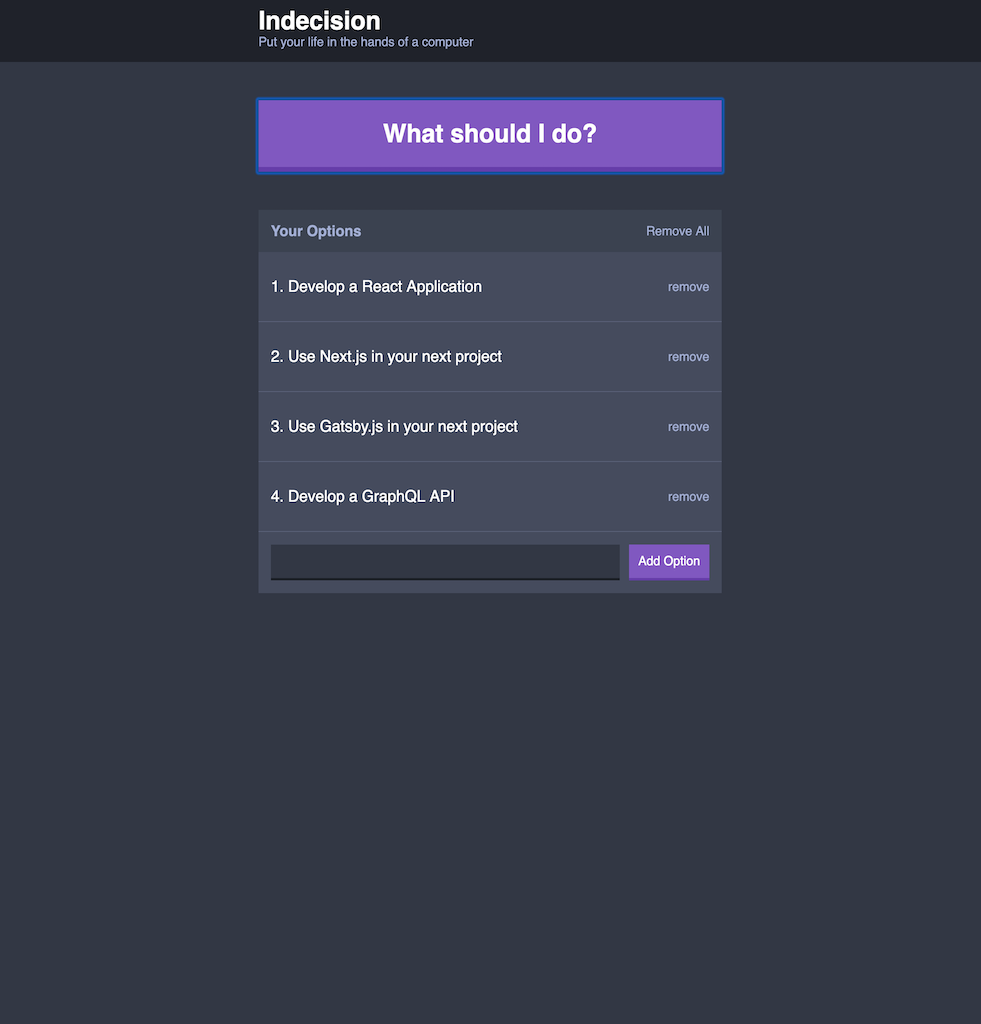 Indecision
Put your life in the hands of a computer
What should I do?
Your Options Remove All
1. Develop a React Application remove
2. Use Next.js in your next project remove
3. Use Gatsby.js in your next project remove
4. Develop a GraphQL API remove
Add Option